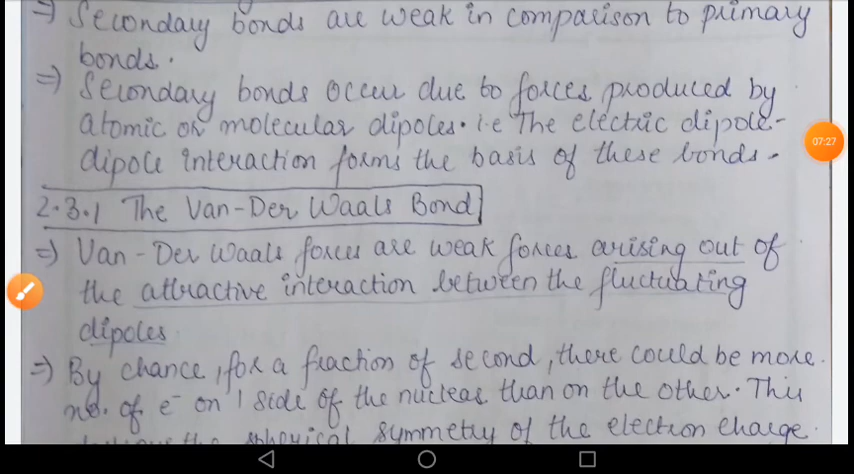 => Secondary bonds are weak in comparison to primary
bonds.
=> Secondary bonds occur due to forces produced by
atomic or molecular dipoles. i.e The electric dipole-
dipole interaction forms the basis of these bonds.
07:27
2.3.1 The Van-Der Waals Bond
=> Van-Der Waals forces are weak forces arising out of
the attractive interaction between the fluctuating
dipoles
=> By chance, for a fraction of second, there could be more
no. of e- on 1 side of the nucleas than on the other. This
the spherical symmetry of the electron charge.